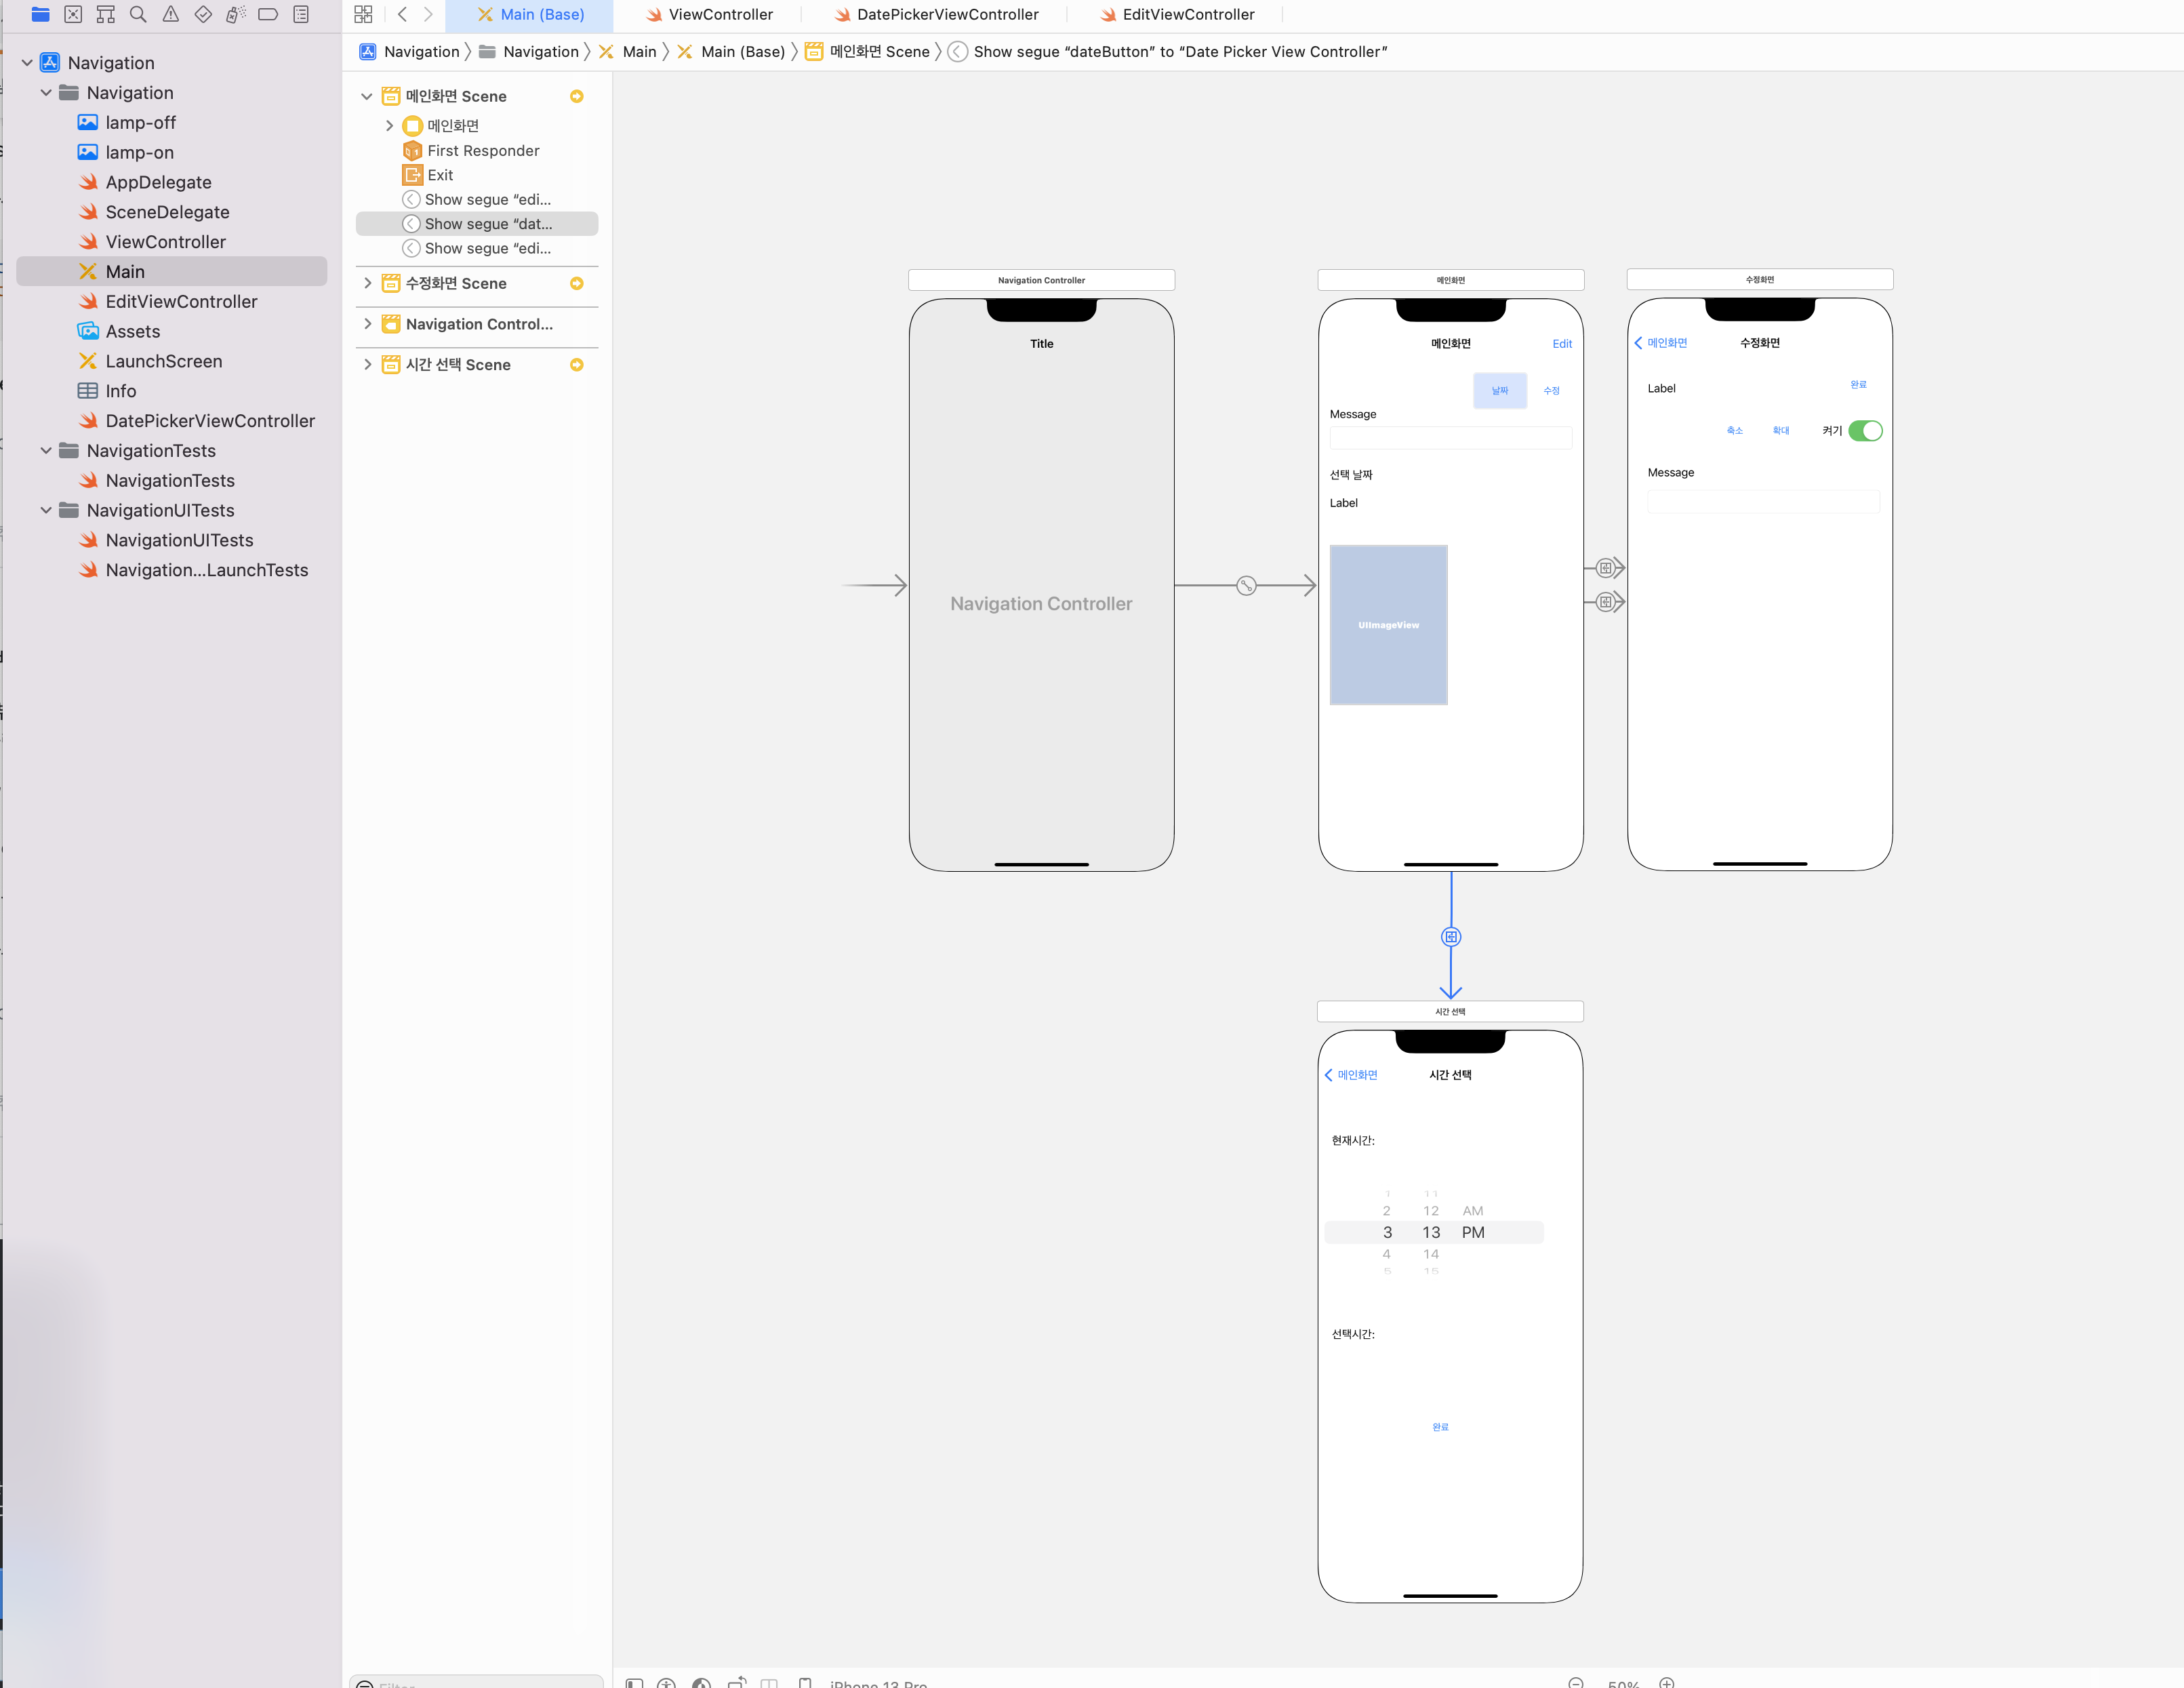 Main (Base)
ViewController
DatePickerViewController
EditViewController
Navigation
Navigation
Main
Main (Base)
메인화면 Scene
Show segue “dateButton” to “Date Picker View Controller”
Navigation
Navigation
lamp-off
lamp-on
AppDelegate
SceneDelegate
ViewController
Main
EditViewController
Assets
LaunchScreen
Info
DatePickerViewController
NavigationTests
NavigationTests
NavigationUITests
NavigationUITests
Navigation...LaunchTests
메인화면 Scene
메인화면
First Responder
Exit
Show segue “edi...
Show segue “dat...
Show segue “edi...
수정화면 Scene
Navigation Control...
시간 선택 Scene
Navigation Controller
Title
Navigation Controller
메인화면
메인화면
Edit
날짜
수정
Message
선택 날짜
Label
UIImageView
수정화면
메인화면
수정화면
Label
완료
축소
확대
켜기
Message
시간 선택
메인화면
시간 선택
현재시간:
1 11
2 12 AM
3 13 PM
4 14
5 15
선택시간:
완료
Filter
iPhone 13 Pro
50%